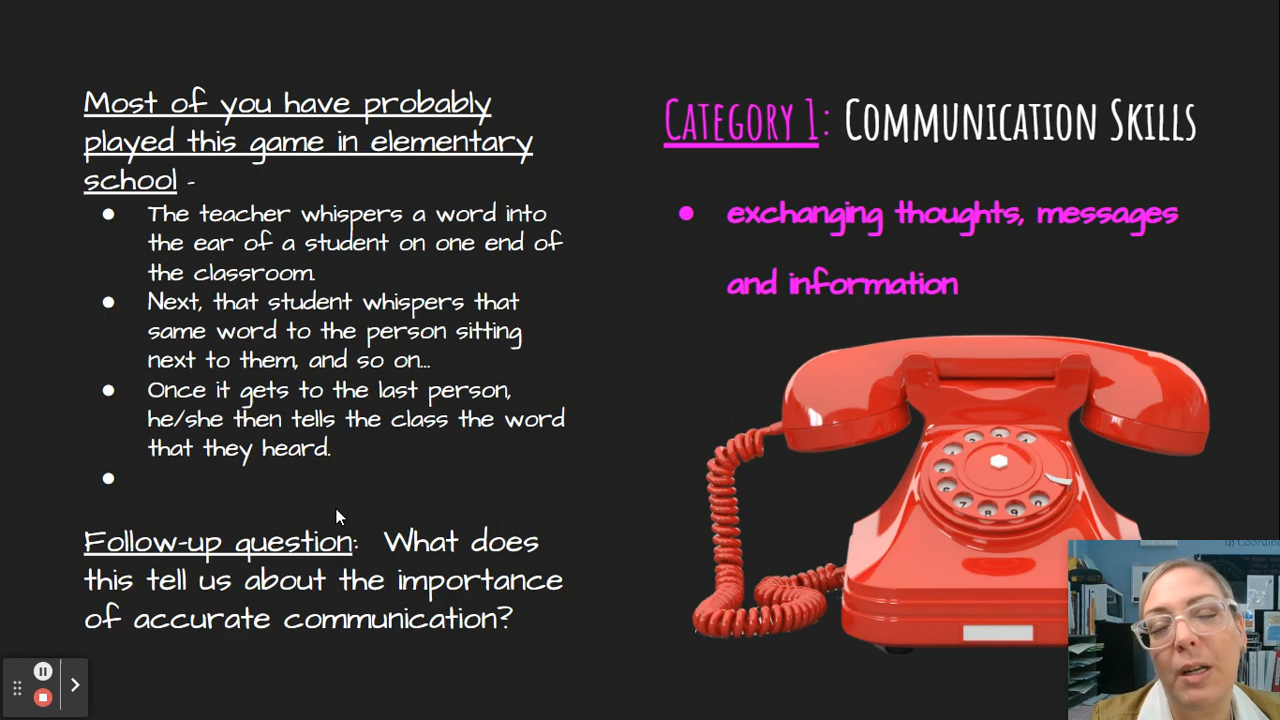 Most of you have probably
played this game in elementary
school -
● The teacher whispers a word into
the ear of a student on one end of
the classroom.
● Next, that student whispers that
same word to the person sitting
next to them, and so on...
● Once it gets to the last person,
he/she then tells the class the word
that they heard.
●
Follow-up question: What does
this tell us about the importance
of accurate communication?
Category 1: Communication Skills
● exchanging thoughts, messages
and information
7 8 9 0